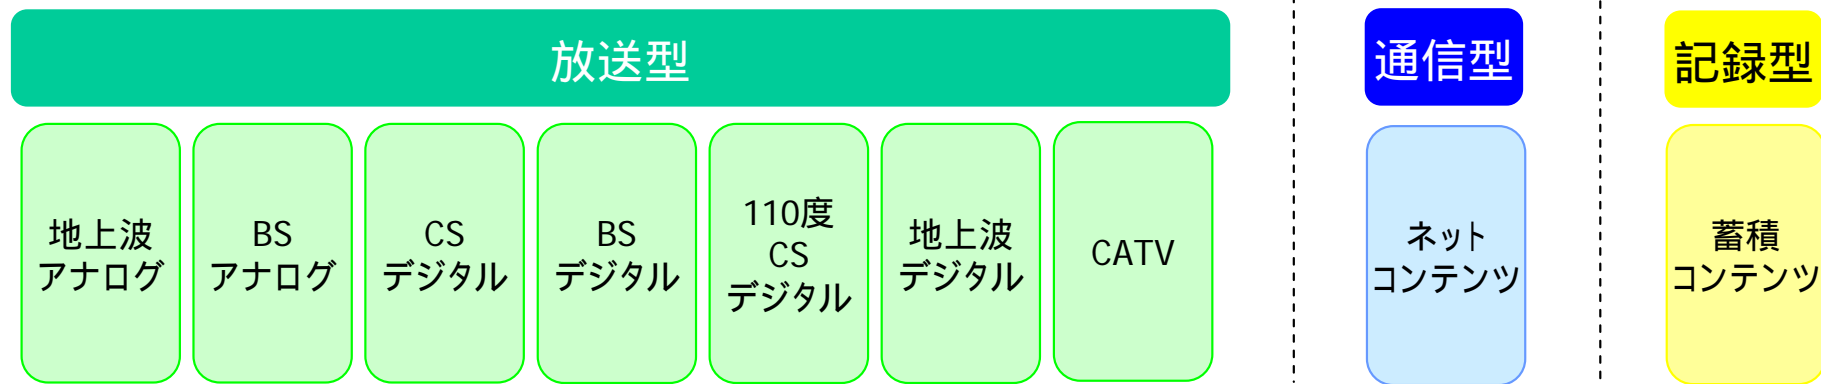 放送型
通信型
記録型
地上波
アナログ
BS
アナログ
CS
デジタル
BS
デジタル
110度
CS
デジタル
地上波
デジタル
CATV
ネット
コンテンツ
蓄積
コンテンツ